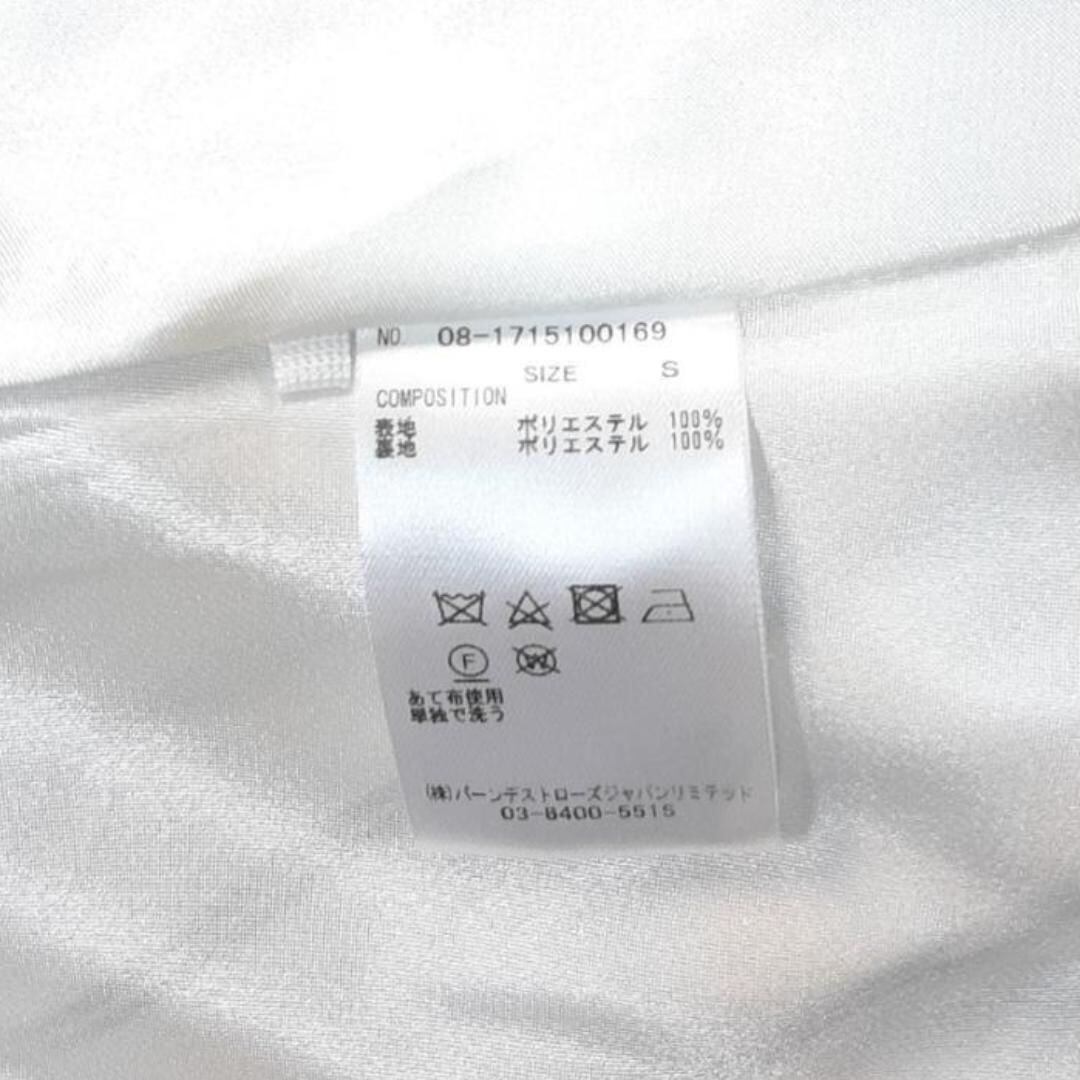 NO. 08-1715100169
SIZE S
COMPOSITION
表地 ポリエステル 100%
裏地 ポリエステル 100%
F
W
あて布使用
単独で洗う
(株)バーンデストローズジャパンリミテッド
03-8400-5515